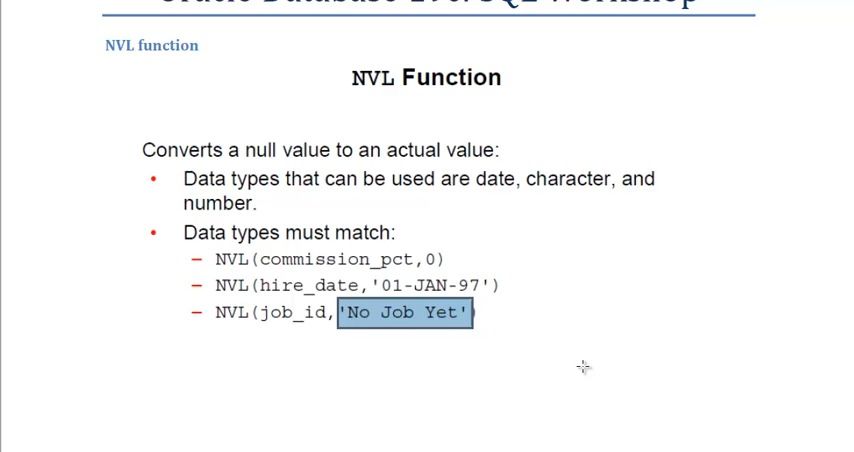 NVL function
NVL Function
Converts a null value to an actual value:
• Data types that can be used are date, character, and
number.
• Data types must match:
– NVL(commission_pct,0)
– NVL(hire_date,'01-JAN-97')
– NVL(job_id,'No Job Yet')